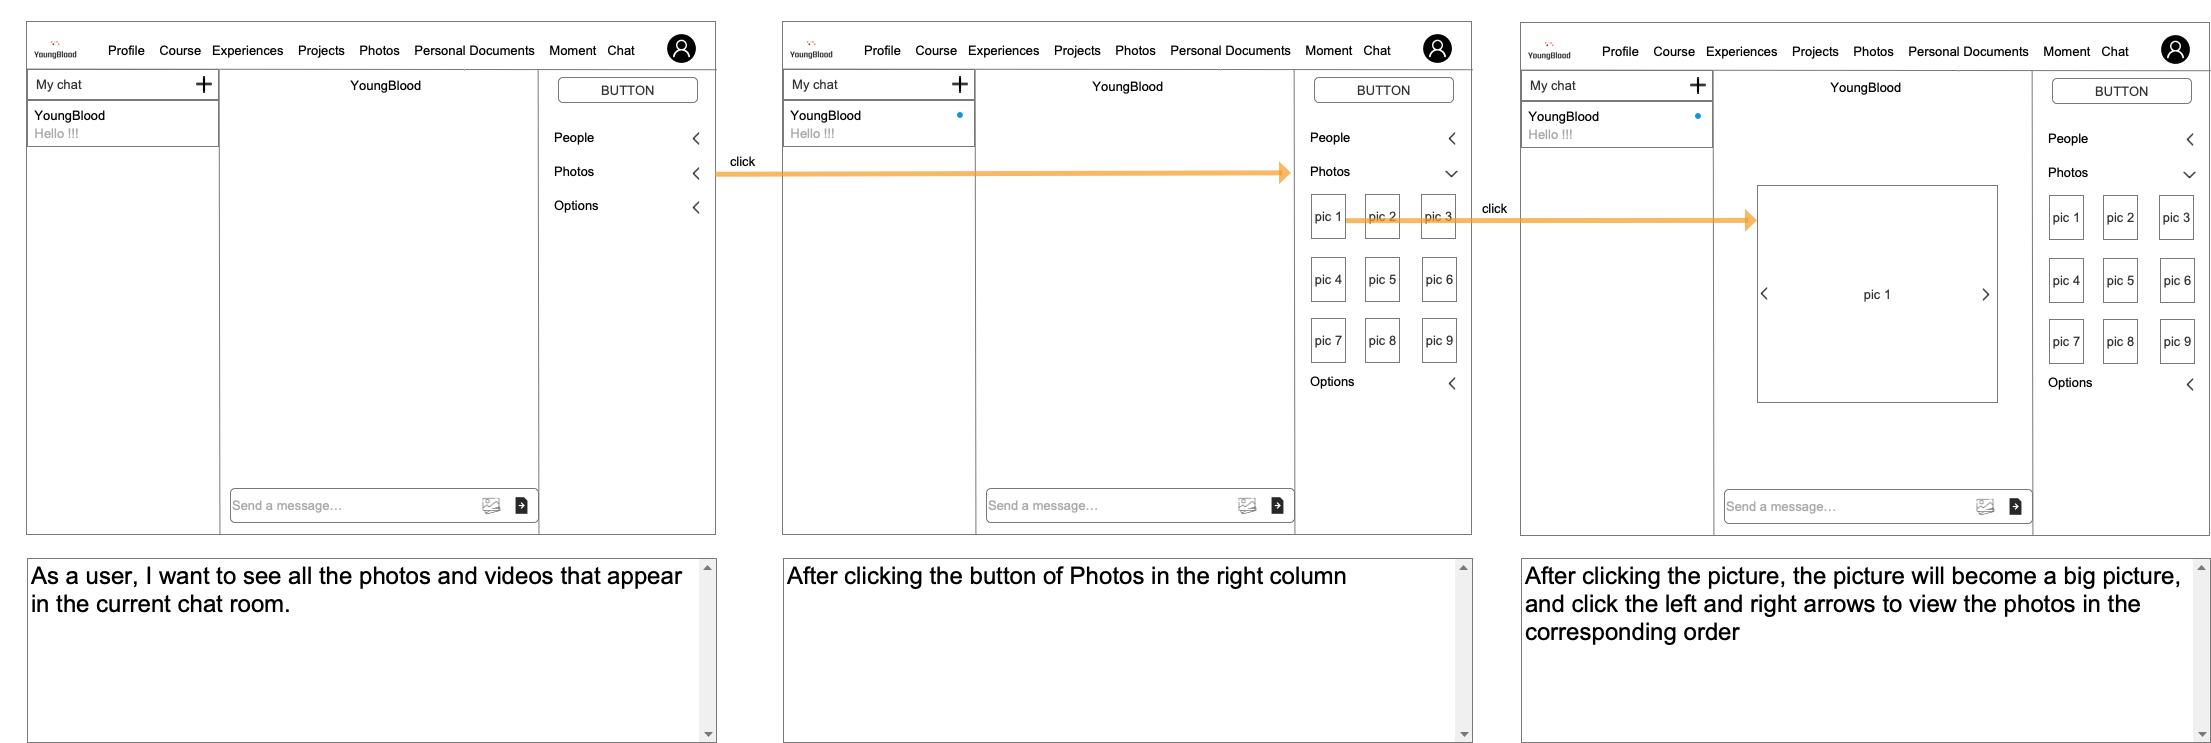 YoungBlood
Profile Course Experiences Projects Photos Personal Documents Moment Chat
My chat
YoungBlood
Hello !!!
YoungBlood
BUTTON
People
Photos
Options
Send a message...
click
YoungBlood
Profile Course Experiences Projects Photos Personal Documents Moment Chat
My chat
YoungBlood
Hello !!!
YoungBlood
BUTTON
People
Photos
pic 1 pic 2 pic 3
pic 4 pic 5 pic 6
pic 7 pic 8 pic 9
Options
Send a message...
click
YoungBlood
Profile Course Experiences Projects Photos Personal Documents Moment Chat
My chat
YoungBlood
Hello !!!
YoungBlood
pic 1
BUTTON
People
Photos
pic 1 pic 2 pic 3
pic 4 pic 5 pic 6
pic 7 pic 8 pic 9
Options
Send a message...
As a user, I want to see all the photos and videos that appear
in the current chat room.
After clicking the button of Photos in the right column
After clicking the picture, the picture will become a big picture,
and click the left and right arrows to view the photos in the
corresponding order